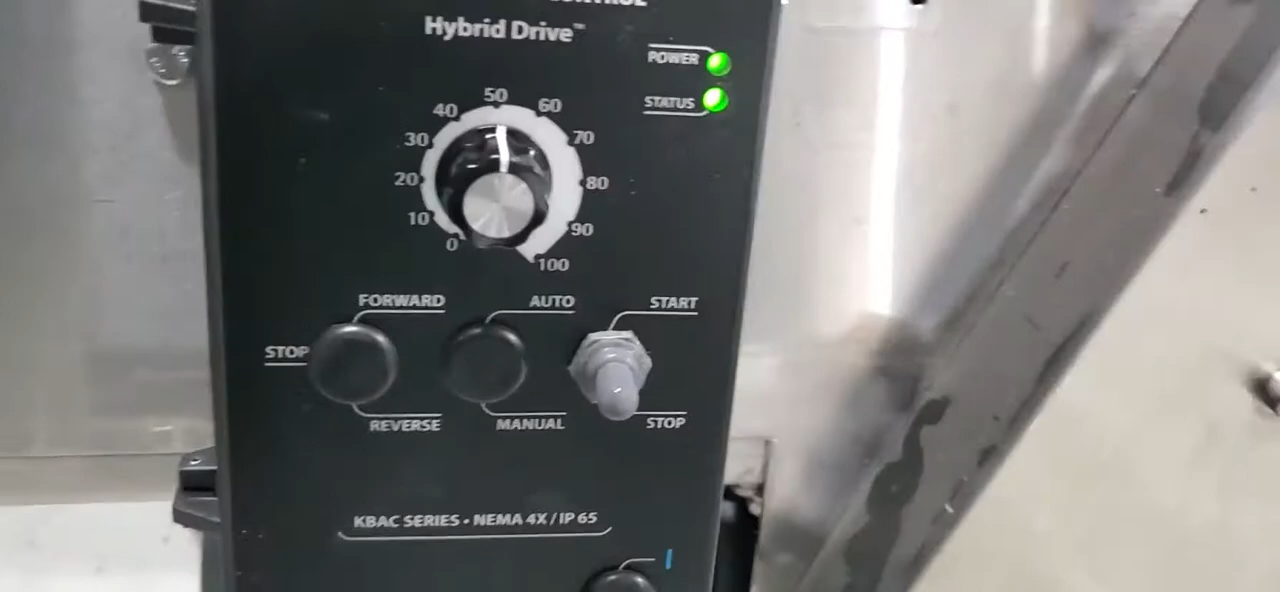 CONTROL
Hybrid Drive™
POWER
STATUS
50
40
60
30
70
20
80
10
90
0
100
FORWARD
AUTO
START
STOP
REVERSE
MANUAL
STOP
KBAC SERIES • NEMA 4X / IP 65
I